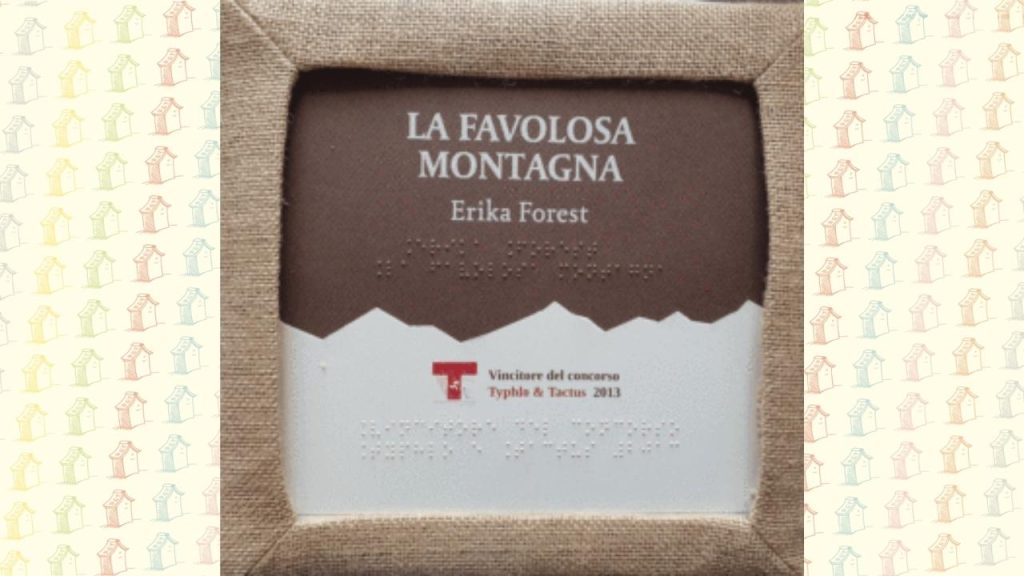 LA FAVOLOSA
MONTAGNA
Erika Forest
Vincitore del concorso
Typhlo & Tactus 2013